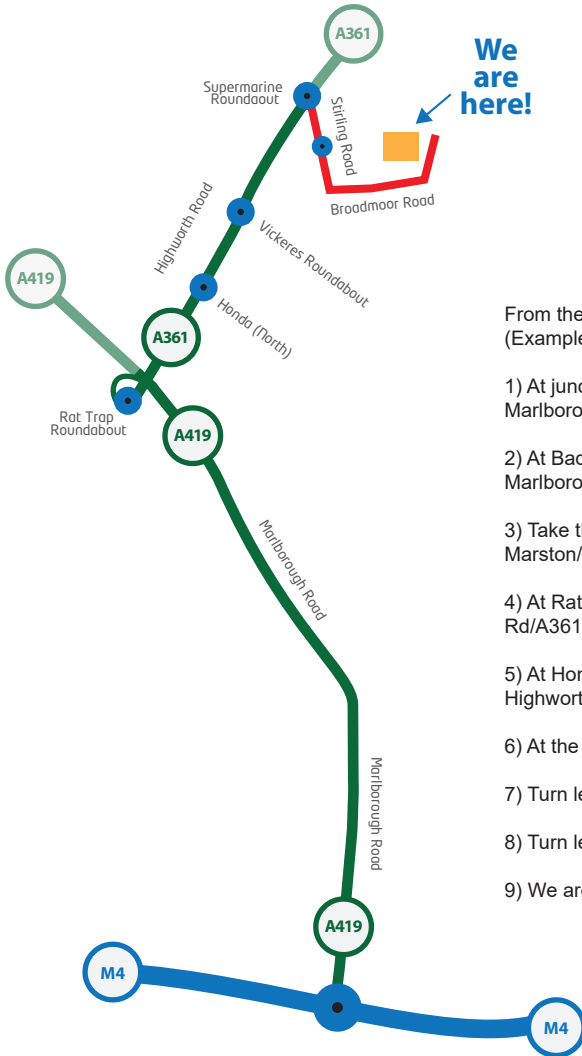 A361
We
are
here!
Supermarine
Roundaout
Stirling Road
Broadmoor Road
Highworth Road
Vickeres Roundabout
A419
Honda (North)
A361
Rat Trap
Roundabout
A419
Marlborough Road
Marlborough Road
A419
M4
M4
From the
(Example
1) At junc
Marlboro
2) At Bac
Marlboro
3) Take th
Marston/
4) At Rat
Rd/A361
5) At Hon
Highwort
6) At the
7) Turn le
8) Turn le
9) We are